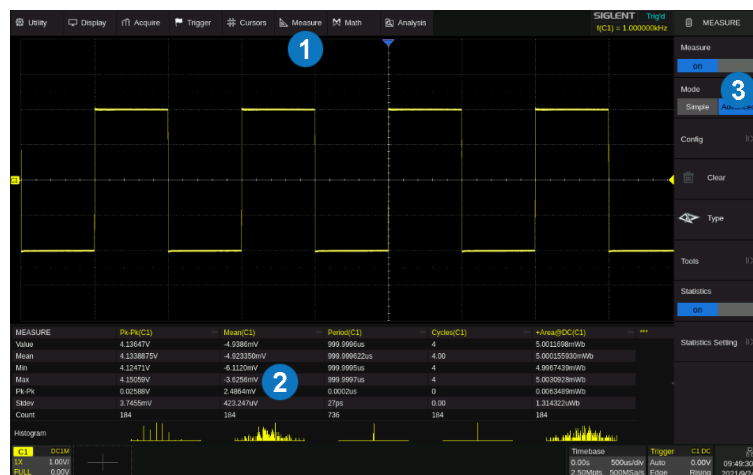 Utility Display Acquire Trigger Cursors Measure Math Analysis SIGLENT Trig'd MEASURE
f(C1) = 1.000000kHz
1
Measure
on
Mode
3
Simple
Config
Clear
Type
Tools
Statistics
on
Statistics Setting
C1
MEASURE Pk-Pk(C1) Mean(C1) Period(C1) Cycles(C1) +Area@DC(C1) ***
Value 4.13647V -4.9386mV 999.9996us 4 5.0011698mWb
Mean 4.1338875V -4.923350mV 999.999622us 4.00 5.000155930mWb
Min 4.12471V -6.1120mV 999.9995us 4 4.9967439mWb
Max 4.15059V -3.6256mV 999.9997us 4 5.0030928mWb
2
Pk-Pk 0.02588V 2.4864mV 0.0002us 0 0.0063489mWb
Stdev 3.7455mV 423.247uV 27ps 0.00 1.314322uWb
Count 184 184 736 184 184
Histogram
C1 DC1M
1X 1.00V/
FULL 0.00V
Timebase
0.00s 500us/div
2.50Mpts 500MSa/s
Trigger C1 DC
Auto 0.00V
Edge Rising
09:49:30